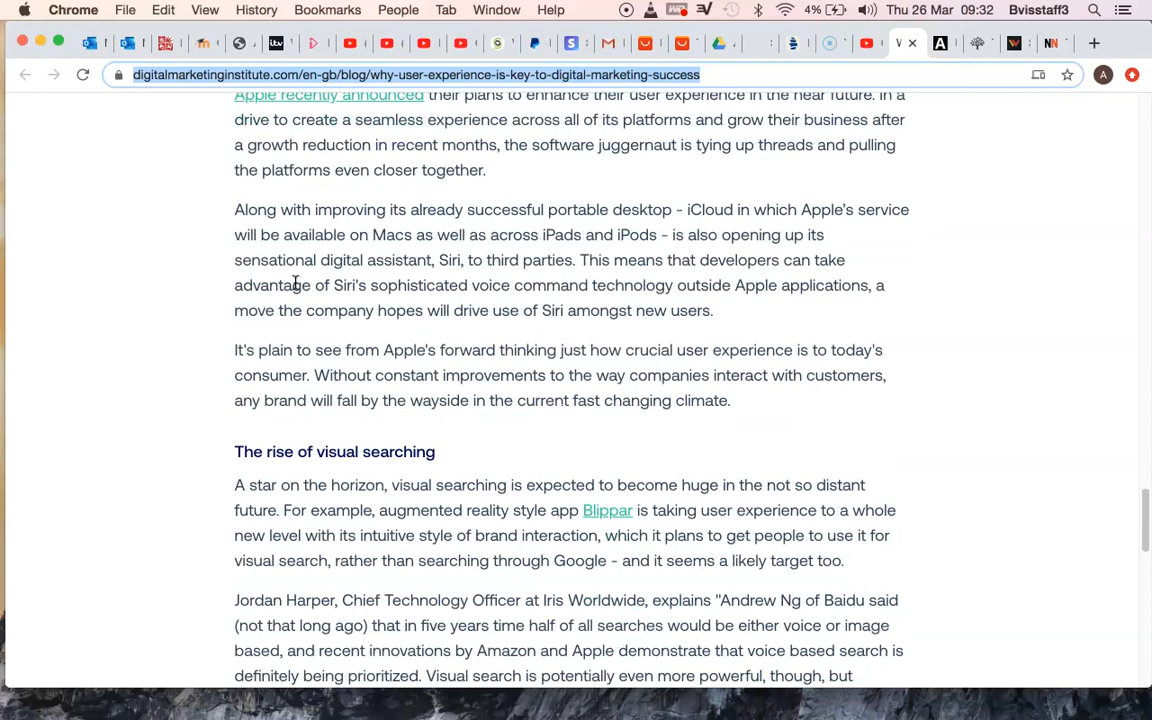 Chrome File Edit View History Bookmarks People Tab Window Help 4% Thu 26 Mar 09:32 Bvisstaff3
digitalmarketinginstitute.com/en-gb/blog/why-user-experience-is-key-to-digital-marketing-success
Apple recently announced their plans to enhance their user experience in the near future. In a
drive to create a seamless experience across all of its platforms and grow their business after
a growth reduction in recent months, the software juggernaut is tying up threads and pulling
the platforms even closer together.
Along with improving its already successful portable desktop - iCloud in which Apple’s service
will be available on Macs as well as across iPads and iPods - is also opening up its
sensational digital assistant, Siri, to third parties. This means that developers can take
advantage of Siri's sophisticated voice command technology outside Apple applications, a
move the company hopes will drive use of Siri amongst new users.
It's plain to see from Apple's forward thinking just how crucial user experience is to today's
consumer. Without constant improvements to the way companies interact with customers,
any brand will fall by the wayside in the current fast changing climate.
The rise of visual searching
A star on the horizon, visual searching is expected to become huge in the not so distant
future. For example, augmented reality style app Blippar is taking user experience to a whole
new level with its intuitive style of brand interaction, which it plans to get people to use it for
visual search, rather than searching through Google - and it seems a likely target too.
Jordan Harper, Chief Technology Officer at Iris Worldwide, explains "Andrew Ng of Baidu said
(not that long ago) that in five years time half of all searches would be either voice or image
based, and recent innovations by Amazon and Apple demonstrate that voice based search is
definitely being prioritized. Visual search is potentially even more powerful, though, but